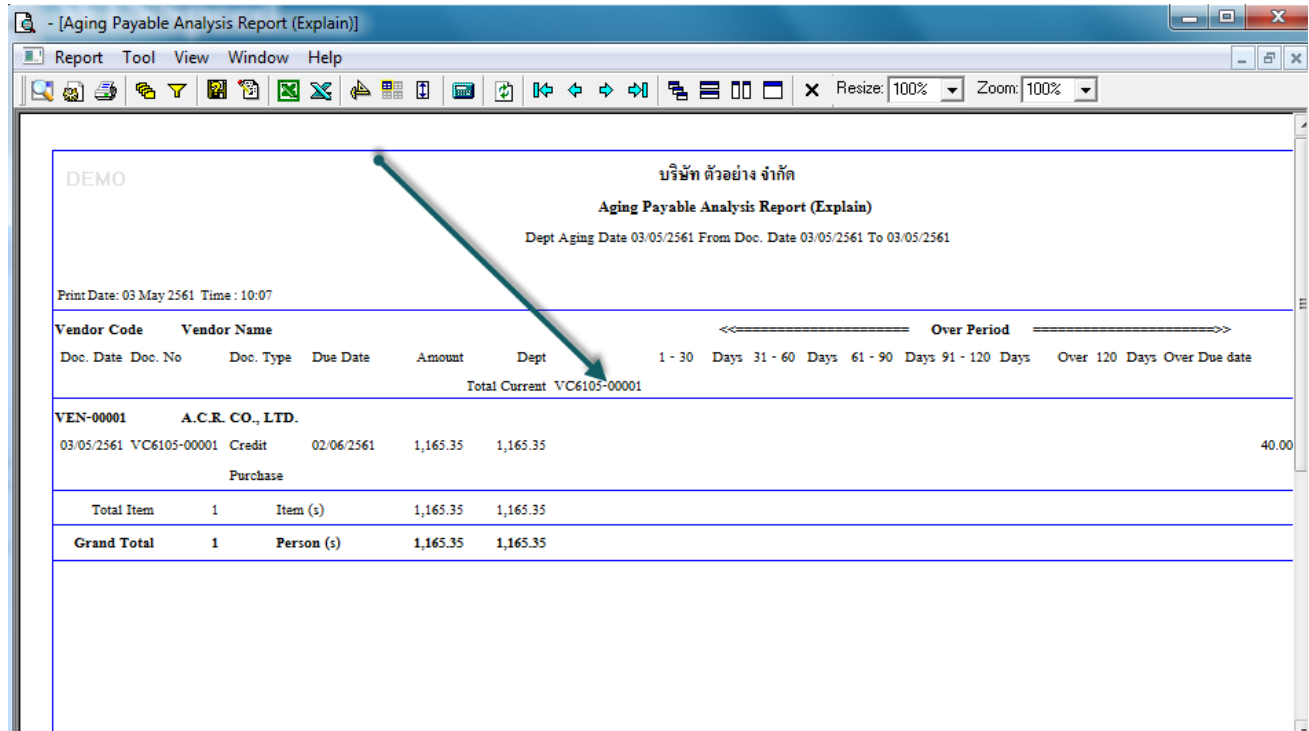 - [Aging Payable Analysis Report (Explain)]
Report Tool View Window Help
Resize: 100% Zoom: 100%
DEMO
บริษัท ตัวอย่าง จำกัด
Aging Payable Analysis Report (Explain)
Dept Aging Date 03/05/2561 From Doc. Date 03/05/2561 To 03/05/2561
Print Date: 03 May 2561 Time : 10:07
Vendor Code Vendor Name <<===================== Over Period ======================>>
Doc. Date Doc. No Doc. Type Due Date Amount Dept 1 - 30 Days 31 - 60 Days 61 - 90 Days 91 - 120 Days Over 120 Days Over Due date
Total Current VC6105-00001
VEN-00001 A.C.R. CO., LTD.
03/05/2561 VC6105-00001 Credit 02/06/2561 1,165.35 1,165.35 40.00
Purchase
Total Item 1 Item (s) 1,165.35 1,165.35
Grand Total 1 Person (s) 1,165.35 1,165.35